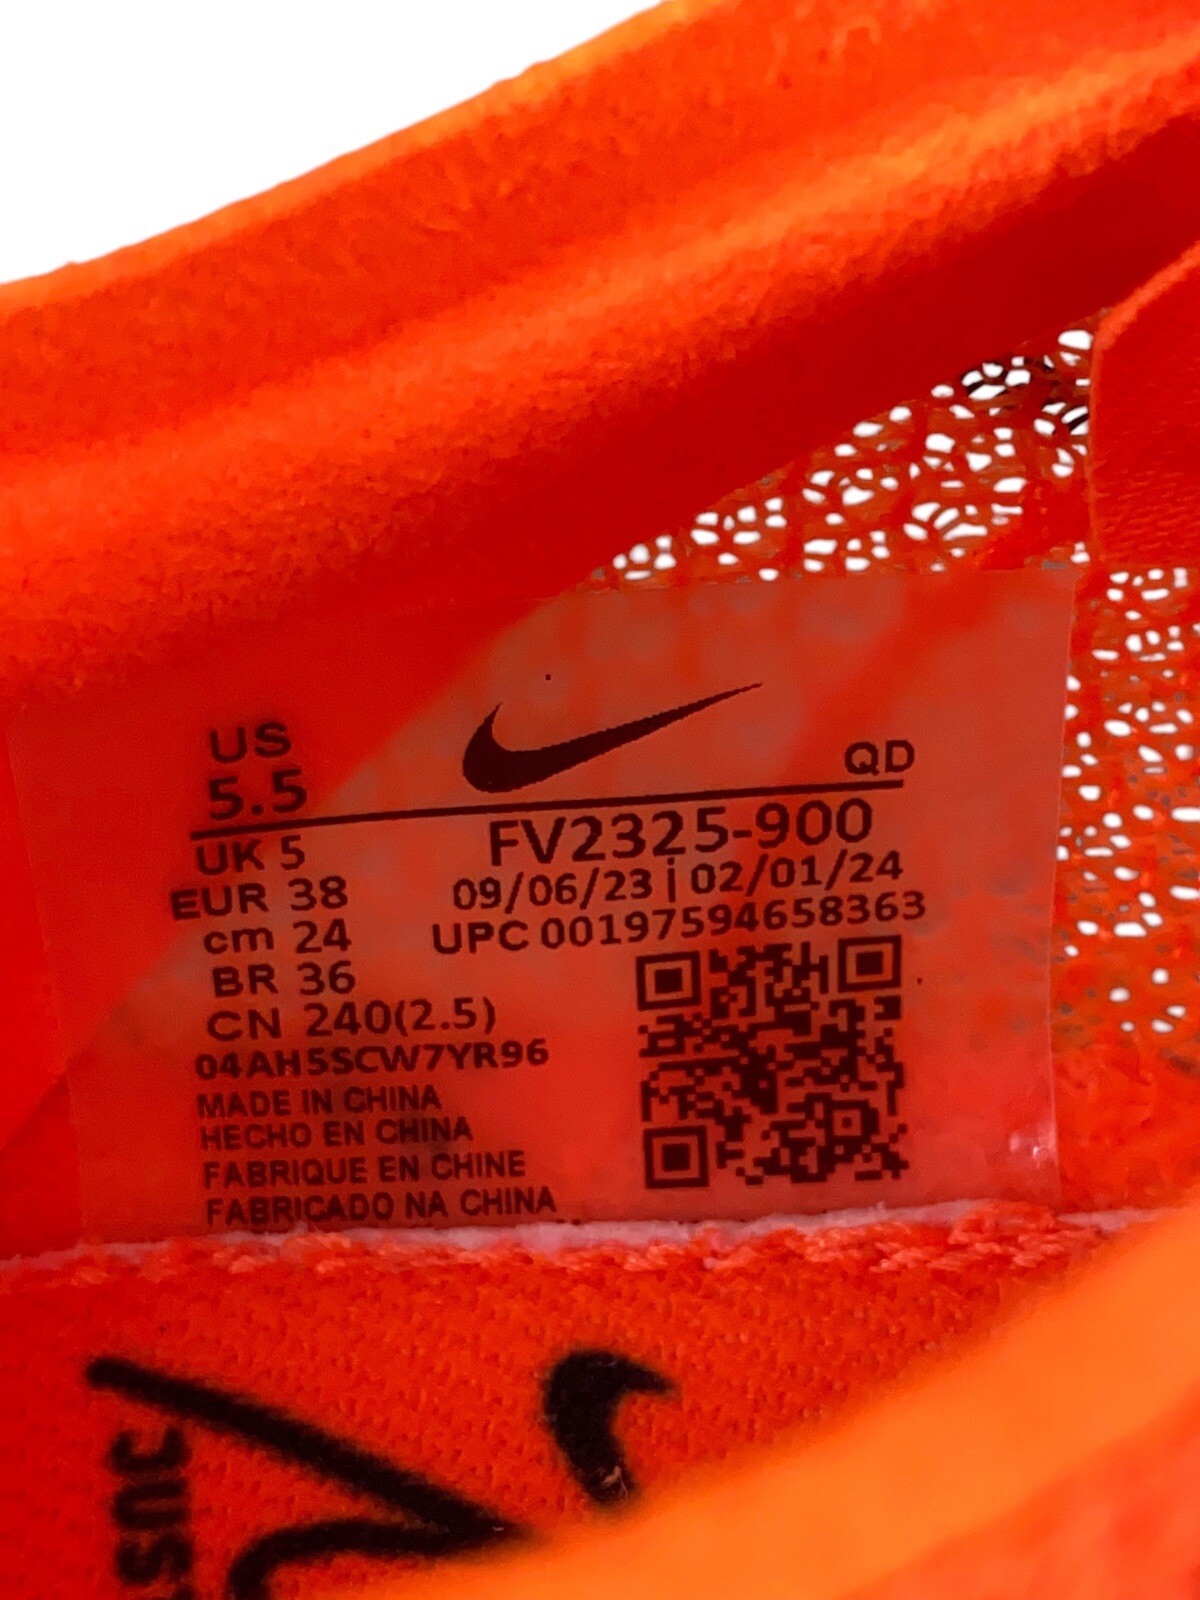 US
5.5
QD
UK 5
FV2325-900
EUR 38
09/06/23 | 02/01/24
cm 24
UPC 00197594658363
BR 36
CN 240(2.5)
04AH5SCW7YR96
MADE IN CHINA
HECHO EN CHINA
FABRIQUE EN CHINE
FABRICADO NA CHINA